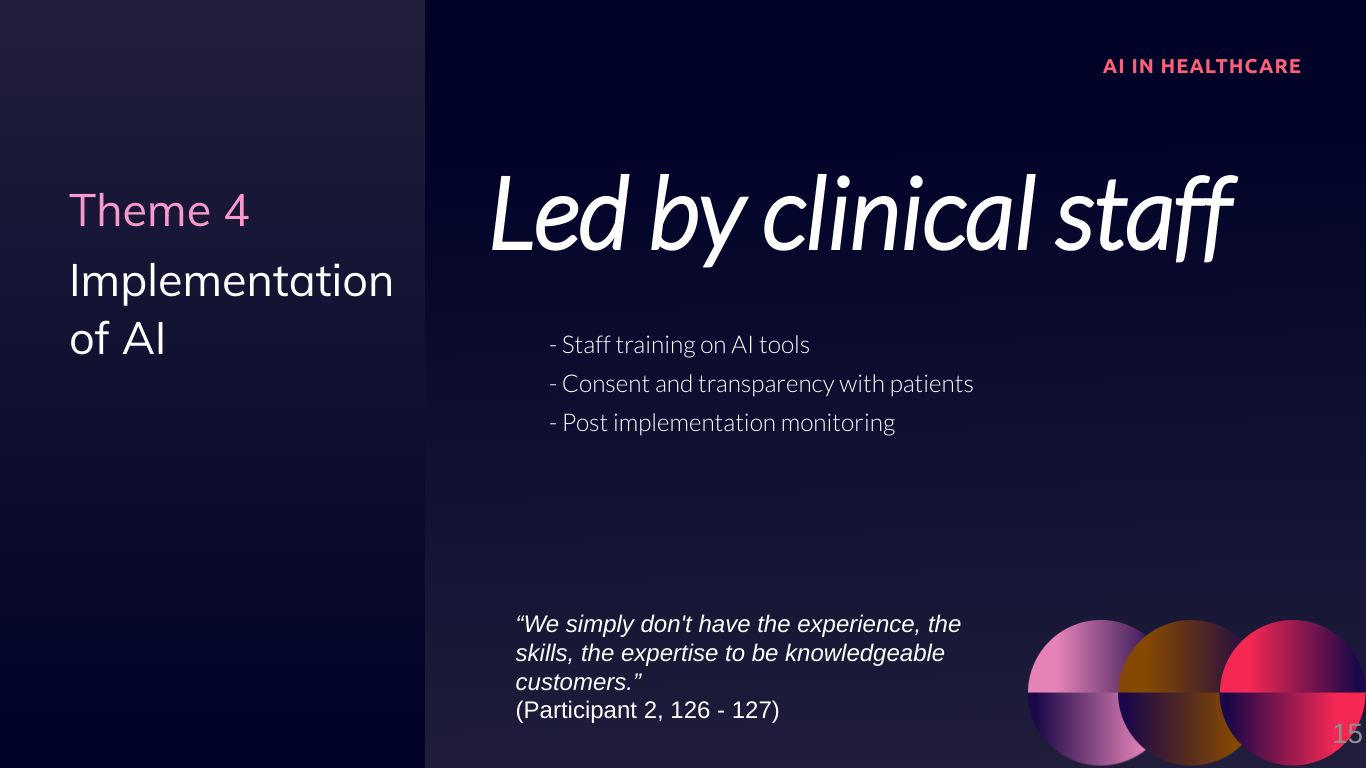 AI IN HEALTHCARE
Theme 4
Implementation
of AI
Led by clinical staff
- Staff training on AI tools
- Consent and transparency with patients
- Post implementation monitoring
“We simply don't have the experience, the
skills, the expertise to be knowledgeable
customers.”
(Participant 2, 126 - 127)
15